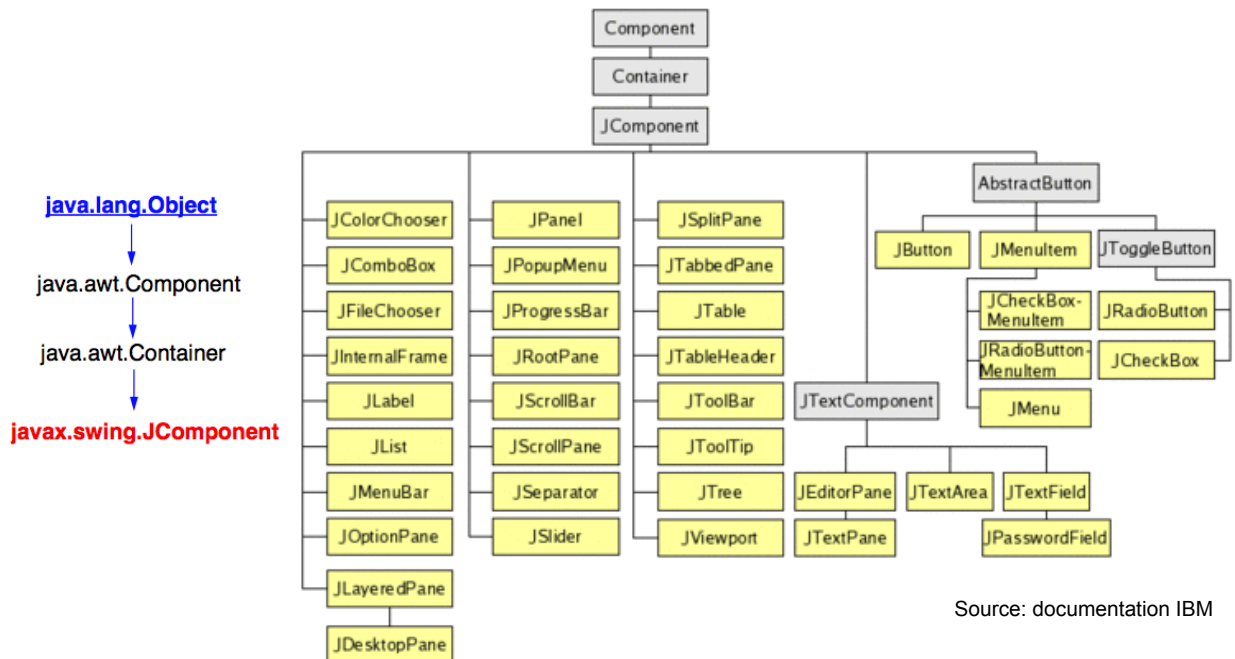 Component
Container
JComponent
java.lang.Object
java.awt.Component
java.awt.Container
javax.swing.JComponent
JColorChooser
JComboBox
JFileChooser
JInternalFrame
JLabel
JList
JMenuBar
JOptionPane
JLayeredPane
JDesktopPane
JPanel
JPopupMenu
JProgressBar
JRootPane
JScrollBar
JScrollPane
JSeparator
JSlider
JSplitPane
JTabbedPane
JTable
JTableHeader
JToolBar
JToolTip
JTree
JViewport
JTextComponent
JEditorPane
JTextArea
JTextField
JTextPane
JPasswordField
AbstractButton
JButton
JMenuItem
JToggleButton
JCheckBox-
MenuItem
JRadioButton-
MenuItem
JMenu
JRadioButton
JCheckBox
Source: documentation IBM